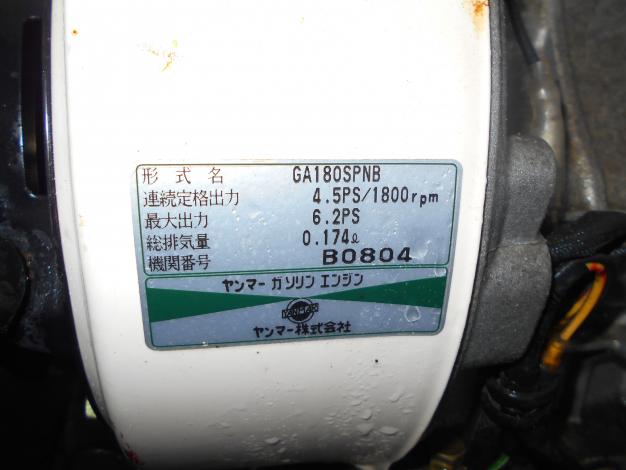 形式名 GA180SPNB
連続定格出力 4.5PS/1800rpm
最大出力 6.2PS
総排気量 0.174ℓ
機関番号 B0804
ヤンマー ガソリン エンジン
YANMAR
ヤンマー株式会社